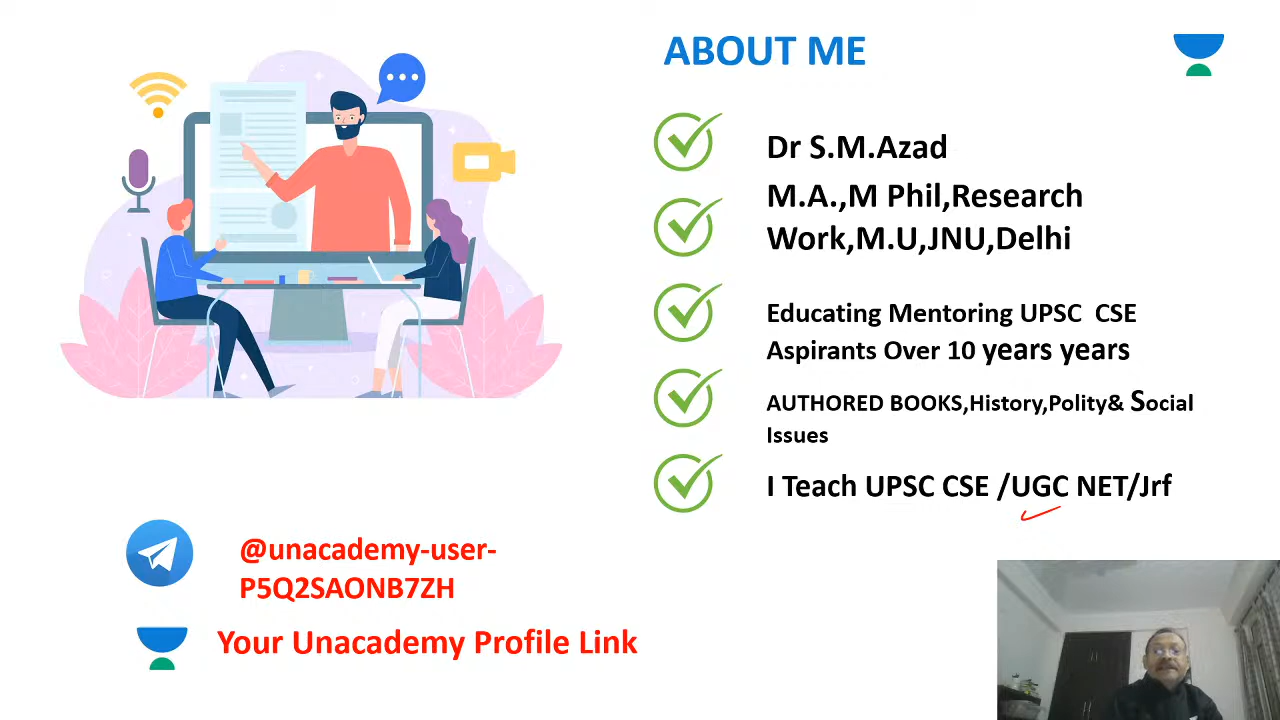 ABOUT ME
Dr S.M.Azad
M.A.,M Phil,Research
Work,M.U,JNU,Delhi
Educating Mentoring UPSC CSE
Aspirants Over 10 years years
AUTHORED BOOKS,History,Polity& Social
Issues
I Teach UPSC CSE /UGC NET/Jrf
@unacademy-user-
P5Q2SAONB7ZH
Your Unacademy Profile Link